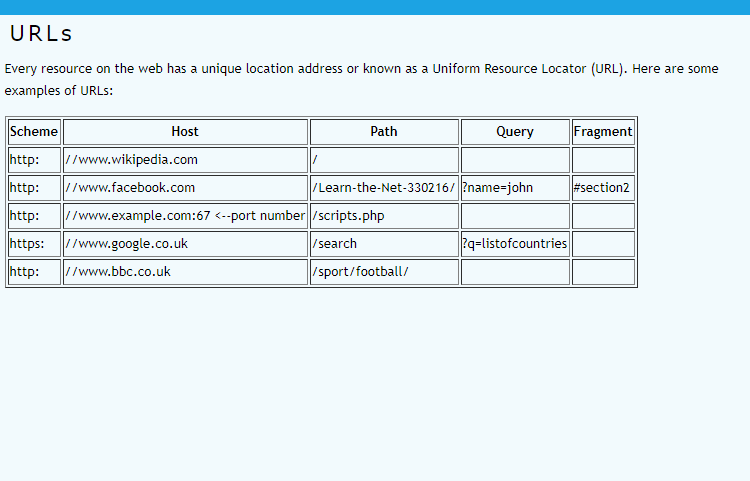 URLs
Every resource on the web has a unique location address or known as a Uniform Resource Locator (URL). Here are some
examples of URLs:
Scheme Host Path Query Fragment
http: //www.wikipedia.com /
http: //www.facebook.com /Learn-the-Net-330216/ ?name=john #section2
http: //www.example.com:67 <--port number /scripts.php
https: //www.google.co.uk /search ?q=listofcountries
http: //www.bbc.co.uk /sport/football/